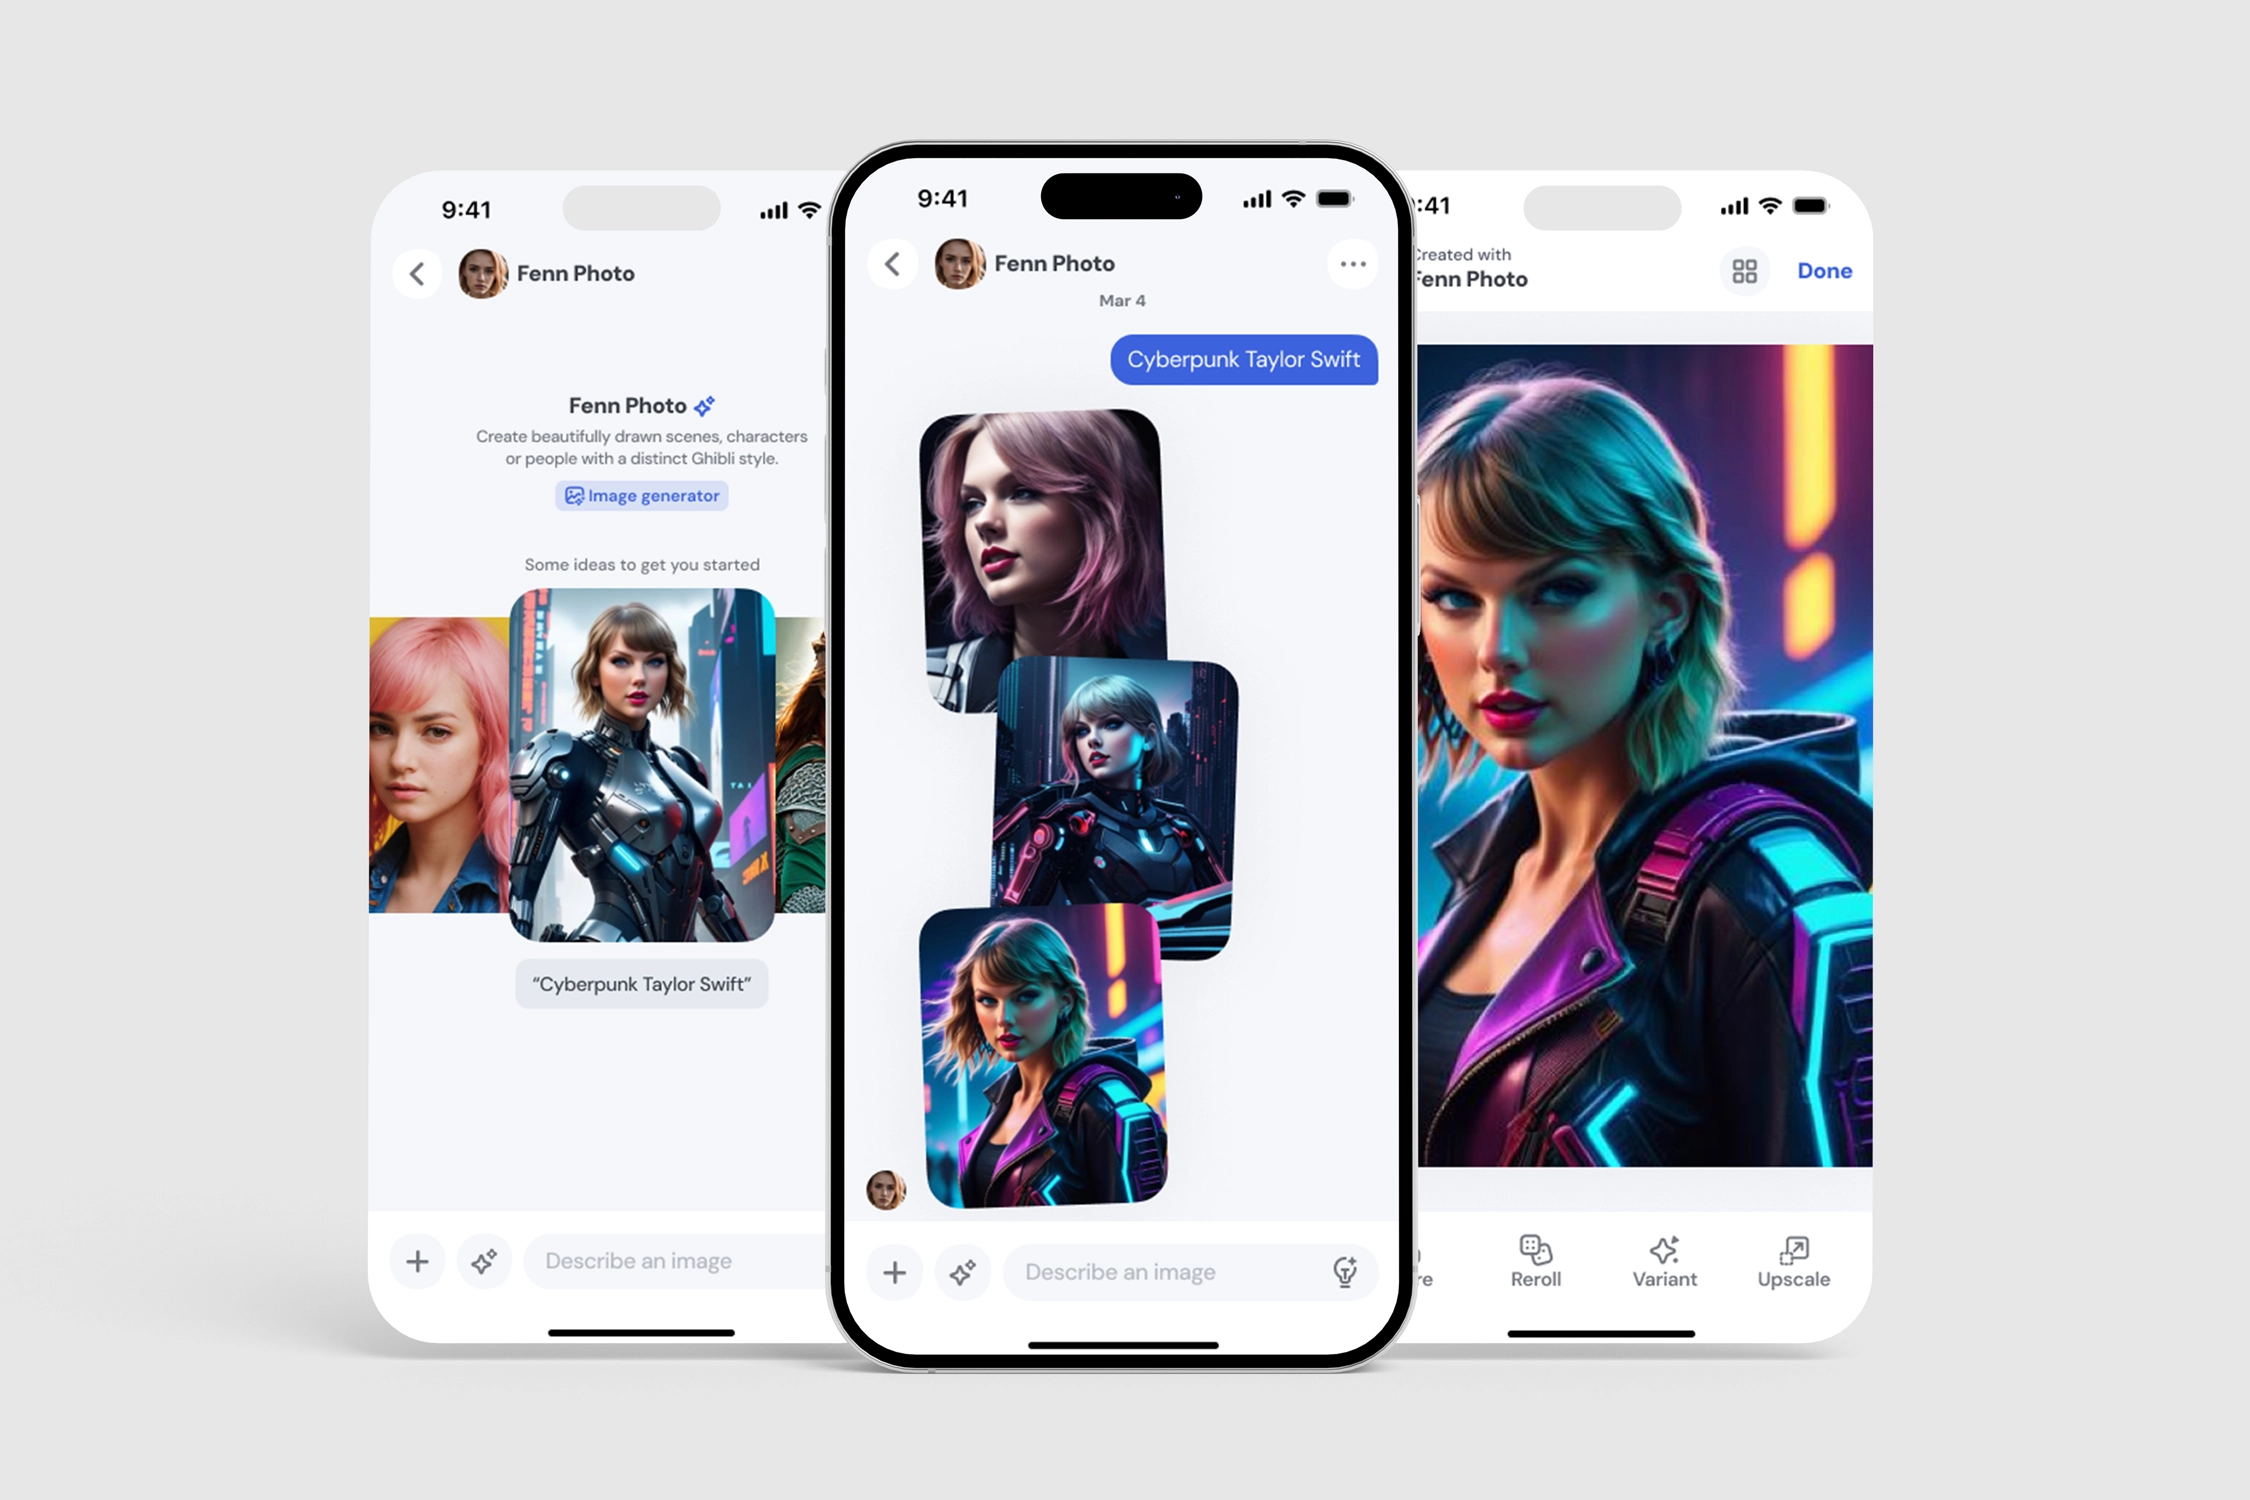 9:41
Fenn Photo
Fenn Photo
Create beautifully drawn scenes, characters
or people with a distinct Ghibli style.
Image generator
Some ideas to get you started
“Cyberpunk Taylor Swift”
Describe an image
9:41
Fenn Photo
Mar 4
Cyberpunk Taylor Swift
Describe an image
:41
Created with
Fenn Photo
Done
Reroll
Variant
Upscale